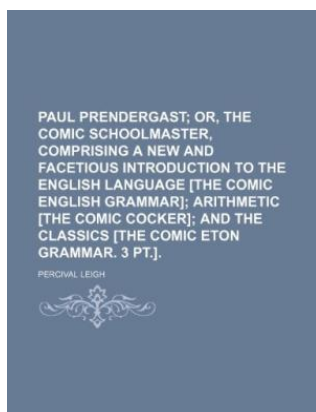 PAUL PRENDERGAST; OR, THE
COMIC SCHOOLMASTER,
COMPRISING A NEW AND
FACETIOUS INTRODUCTION TO THE
ENGLISH LANGUAGE [THE COMIC
ENGLISH GRAMMAR]; ARITHMETIC
[THE COMIC COCKER]; AND THE
CLASSICS [THE COMIC ETON
GRAMMAR. 3 PT.].
PERCIVAL LEIGH